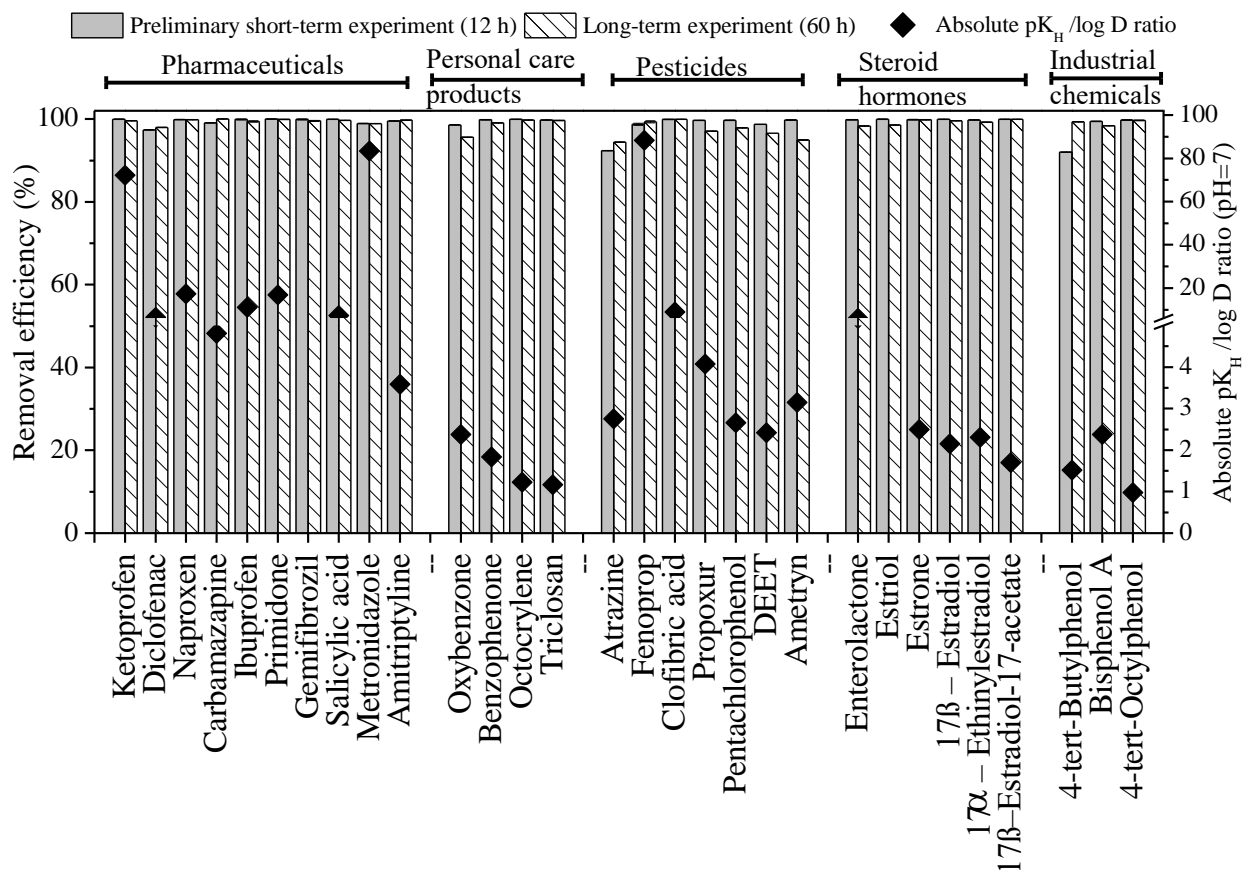 Preliminary short-term experiment (12 h) Long-term experiment (60 h) Absolute pK_H /log D ratio
Pharmaceuticals
Personal care
products
Pesticides
Steroid
hormones
Industrial
chemicals
Removal efficiency (%)
100
80
60
40
20
0
100
80
60
40
20
4
3
2
1
0
Absolute pK_H /log D ratio (pH=7)
Ketoprofen
Diclofenac
Naproxen
Carbamazapine
Ibuprofen
Primidone
Gemifibrozil
Salicylic acid
Metronidazole
Amitriptyline
--
Oxybenzone
Benzophenone
Octocrylene
Triclosan
--
Atrazine
Fenoprop
Clofibric acid
Propoxur
Pentachlorophenol
DEET
Ametryn
--
Enterolactone
Estriol
Estrone
17ß – Estradiol
17α – Ethinylestradiol
17ß–Estradiol-17-acetate
--
4-tert-Butylphenol
Bisphenol A
4-tert-Octylphenol